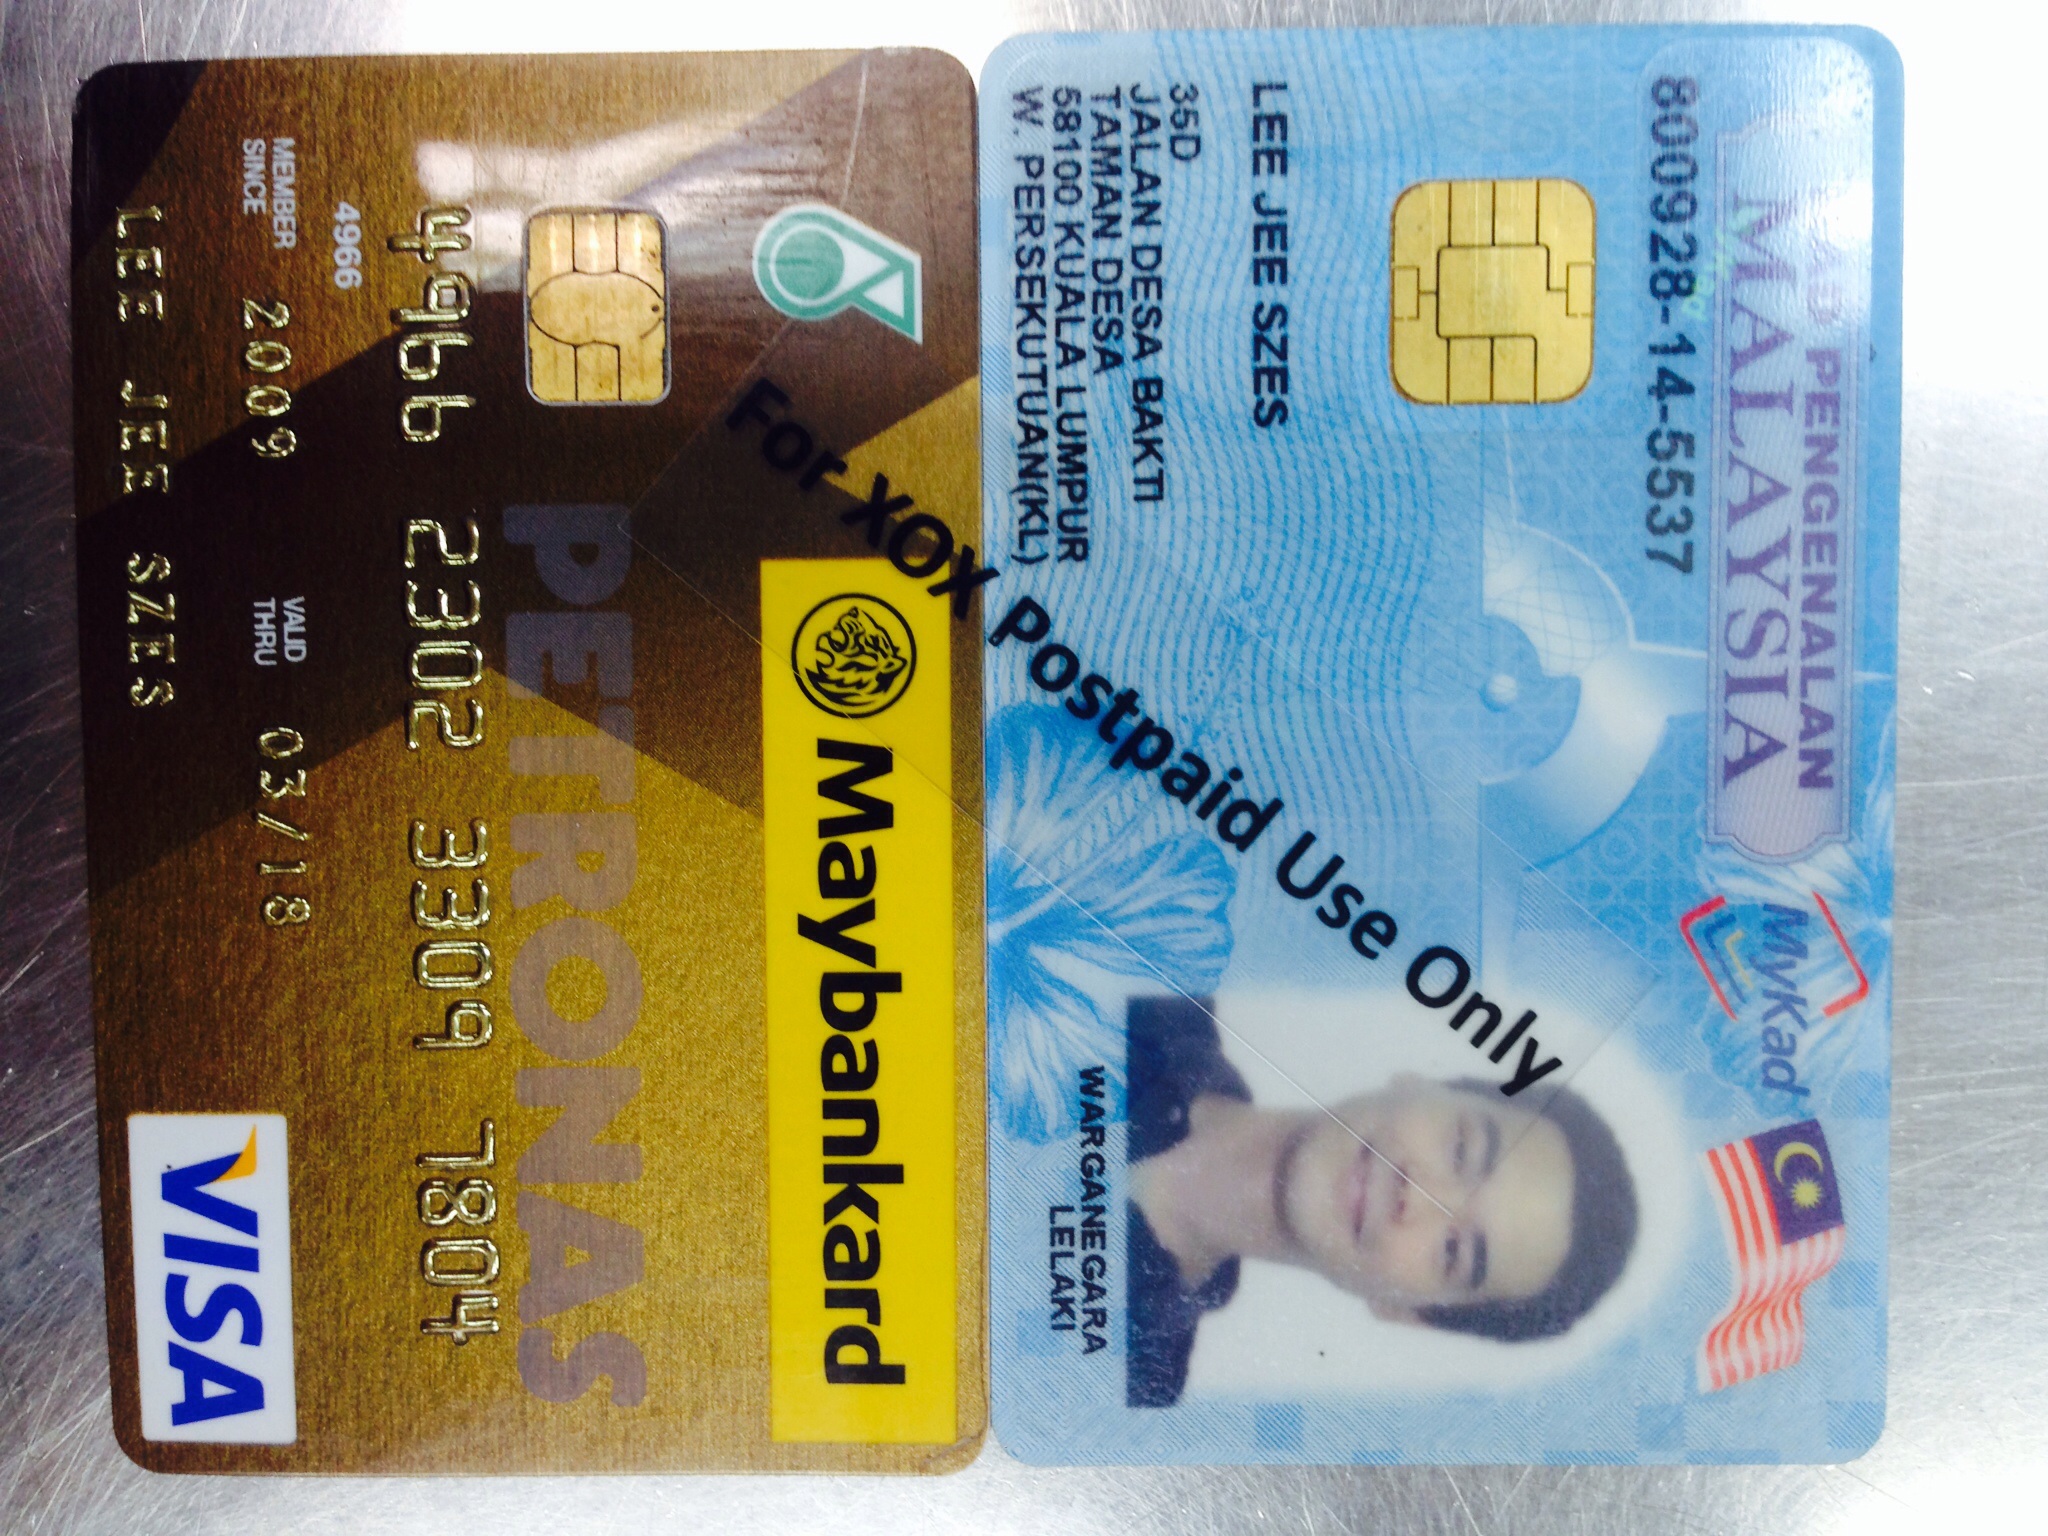 KAD PENGENALAN
MALAYSIA
MyKad
800928-14-5537
LEE JEE SZES
35D
JALAN DESA BAKTI
TAMAN DESA
58100 KUALA LUMPUR
W. PERSEKUTUAN(KL)
WARGANEGARA
LELAKI
For XOX Postpaid Use Only
Maybankard
PETRONAS
4966 2302 3309 7804
4966
MEMBER SINCE 2009 VALID THRU 03/18
LEE JEE SZES
VISA